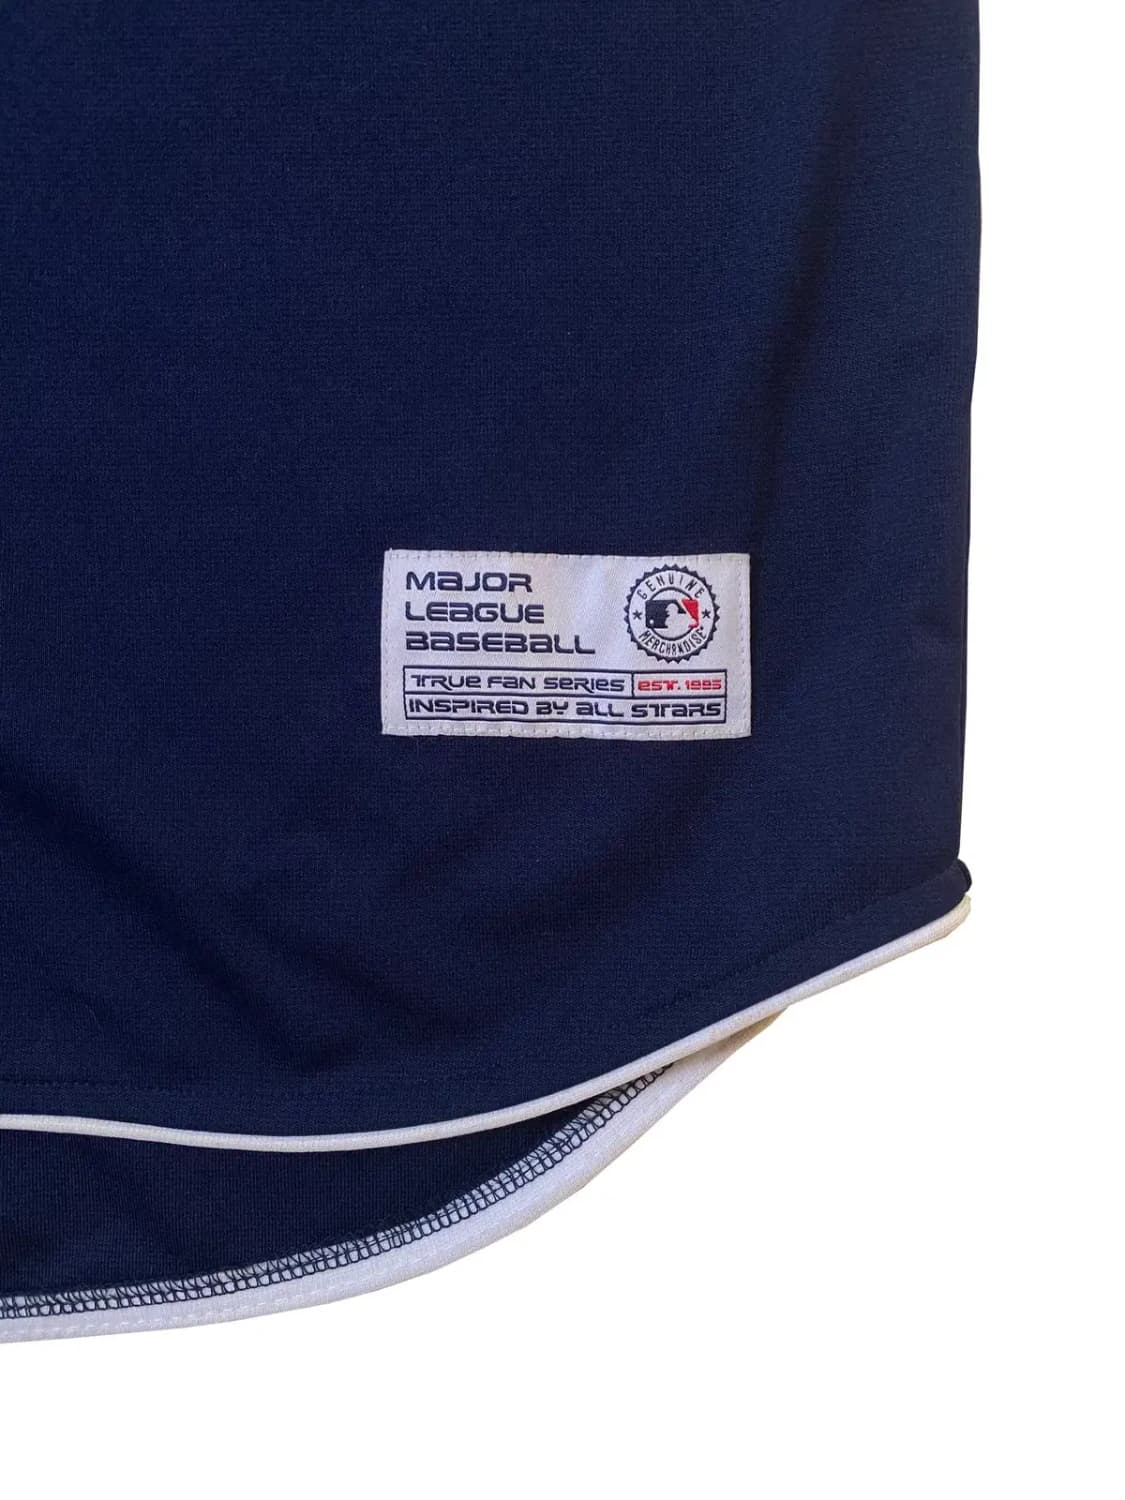 Major
League
Baseball
GENUINE
MERCHANDISE
True Fan Series est. 1995
Inspired by All Stars